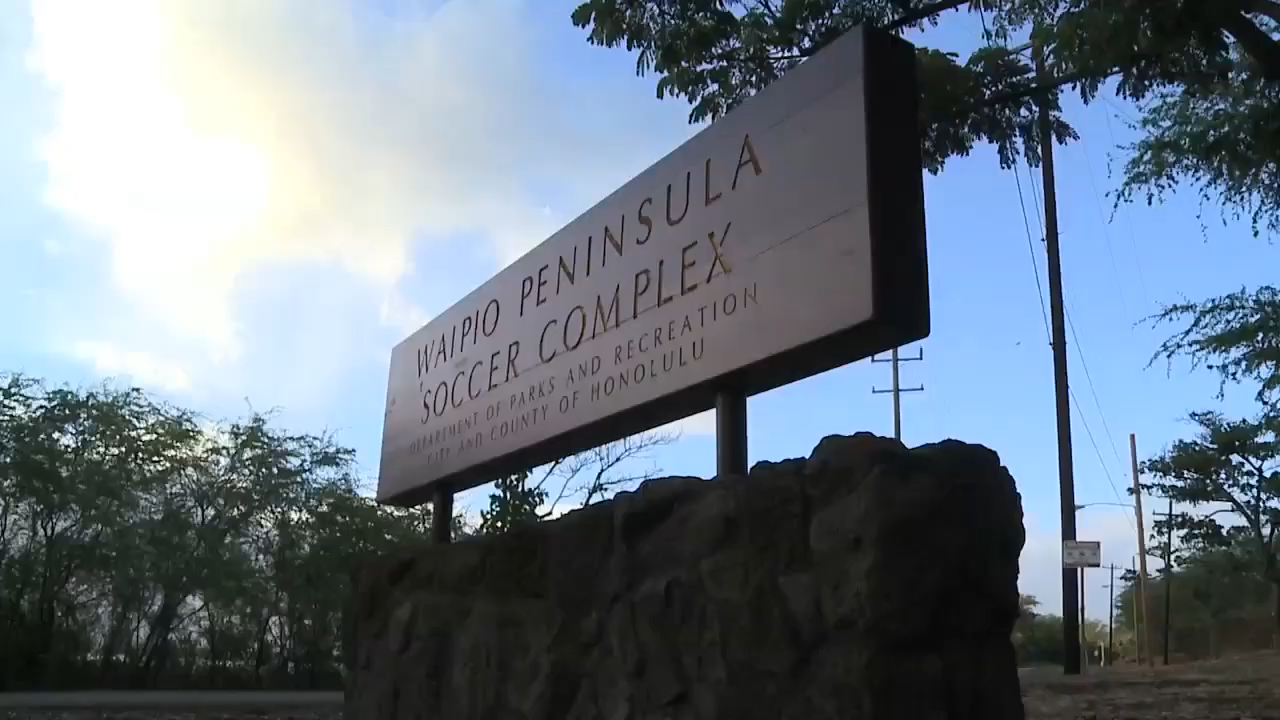 WAIPIO PENINSULA
SOCCER COMPLEX
DEPARTMENT OF PARKS AND RECREATION
CITY AND COUNTY OF HONOLULU